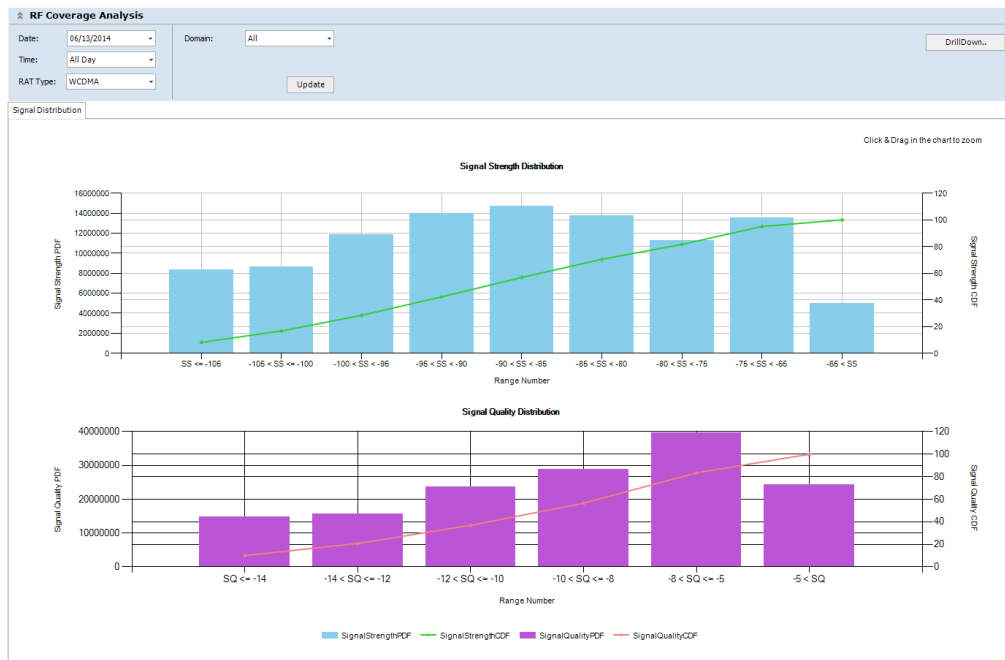 RF Coverage Analysis
Date: 06/13/2014 Domain: All DrillDown..
Time: All Day
RAT Type: WCDMA Update
Signal Distribution
Click & Drag in the chart to zoom
Signal Strength Distribution
Signal Strength PDF
16000000
14000000
12000000
10000000
8000000
6000000
4000000
2000000
0
120
100
80
60
40
20
0
Signal Strength CDF
SS <= -105 -105 < SS <= -100 -100 < SS <= -95 -95 < SS <= -90 -90 < SS <= -85 -85 < SS <= -80 -80 < SS <= -75 -75 < SS <= -65 -65 < SS
Range Number
Signal Quality Distribution
Signal Quality PDF
40000000
30000000
20000000
10000000
0
120
100
80
60
40
20
0
Signal Quality CDF
SQ <= -14 -14 < SQ <= -12 -12 < SQ <= -10 -10 < SQ <= -8 -8 < SQ <= -5 -5 < SQ
Range Number
SignalStrengthPDF SignalStrengthCDF SignalQualityPDF SignalQualityCDF